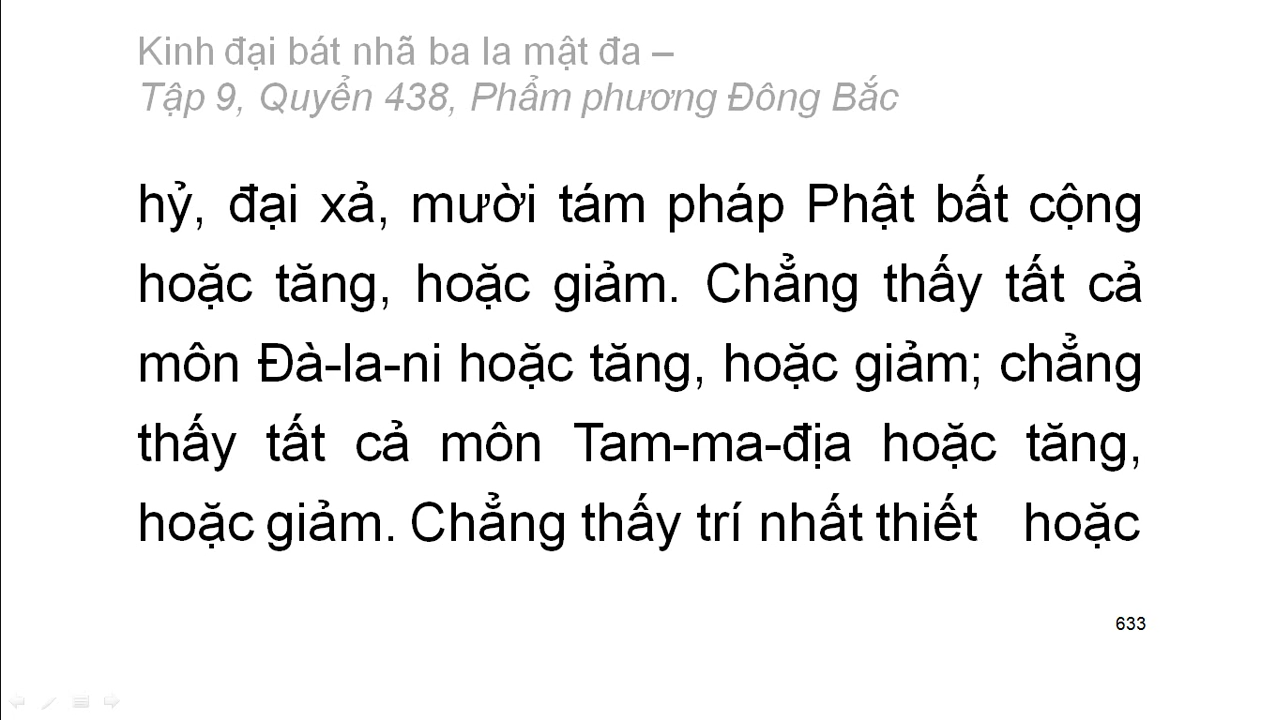 Kinh đại bát nhã ba la mật đa –
Tập 9, Quyển 438, Phẩm phương Đông Bắc
hỷ, đại xả, mười tám pháp Phật bất cộng
hoặc tăng, hoặc giảm. Chẳng thấy tất cả
môn Đà-la-ni hoặc tăng, hoặc giảm; chẳng
thấy tất cả môn Tam-ma-địa hoặc tăng,
hoặc giảm. Chẳng thấy trí nhất thiết hoặc
633